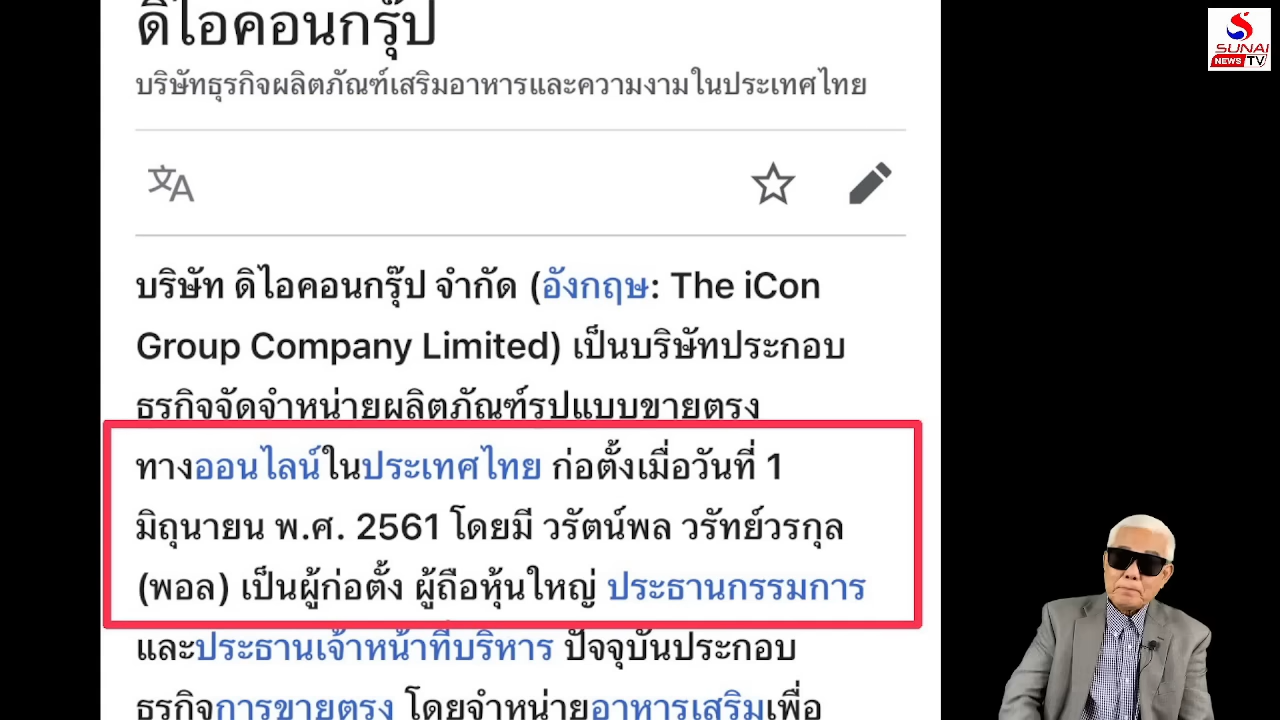 ดิไอคอนกรุ๊ป
SUNAI
NEWS TV
บริษัทธุรกิจผลิตภัณฑ์เสริมอาหารและความงามในประเทศไทย
文A
บริษัท ดิไอคอนกรุ๊ป จำกัด (อังกฤษ: The iCon
Group Company Limited) เป็นบริษัทประกอบ
ธุรกิจจัดจำหน่ายผลิตภัณฑ์รูปแบบขายตรง
ทางออนไลน์ในประเทศไทย ก่อตั้งเมื่อวันที่ 1
มิถุนายน พ.ศ. 2561 โดยมี วรัตน์พล วรัทย์วรกุล
(พอล) เป็นผู้ก่อตั้ง ผู้ถือหุ้นใหญ่ ประธานกรรมการ
และประธานเจ้าหน้าที่บริหาร ปัจจุบันประกอบ
ธุรกิจการขายตรง โดยจำหน่ายอาหารเสริมเพื่อ